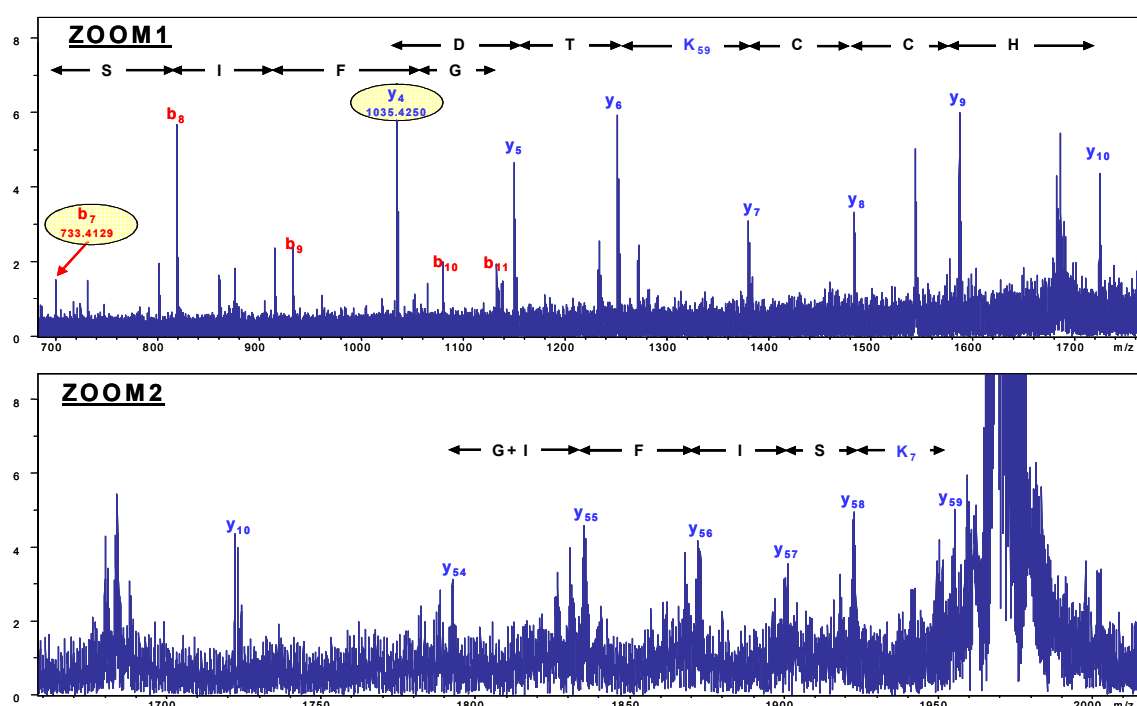 ZOOM1
D T K59 C C H
S I F G
8
6
4
2
0
b7
733.4129
b8
b9
y4
1035.4250
b10
b11
y5
y6
y7
y8
y9
y10
700 800 900 1000 1100 1200 1300 1400 1500 1600 1700 m/z
ZOOM2
G+ I F I S K7
8
6
4
2
0
y10
y54
y55
y56
y57
y58
y59
1700 1750 1800 1850 1900 1950 2000 m/z